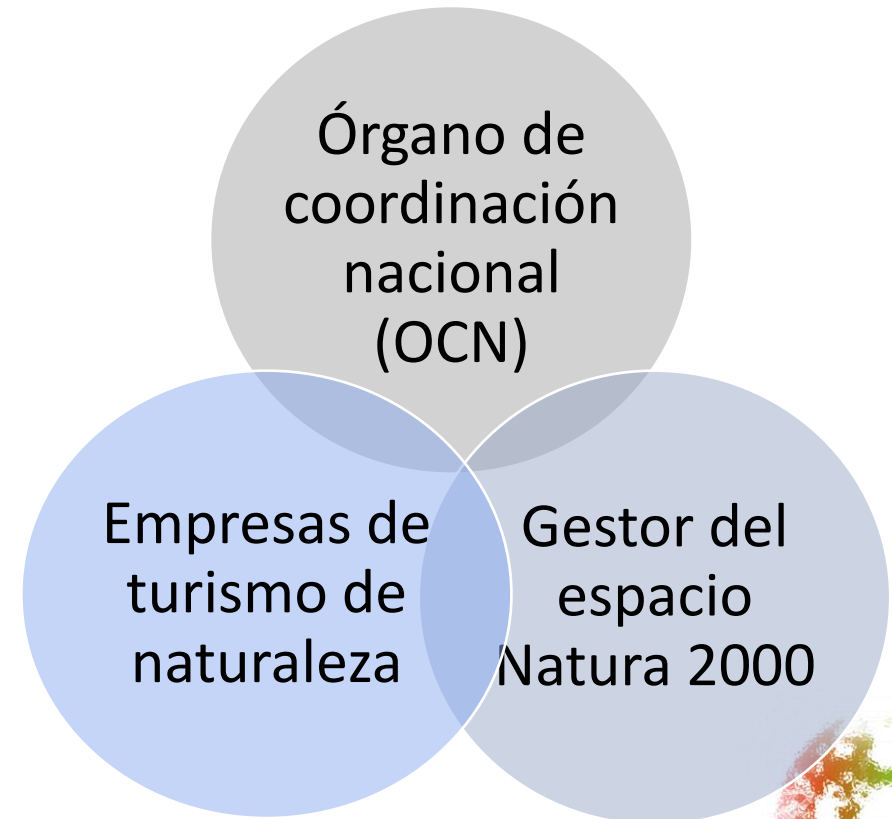 Órgano de
coordinación
nacional
(OCN)
Empresas de
turismo de
naturaleza
Gestor del
espacio
Natura 2000